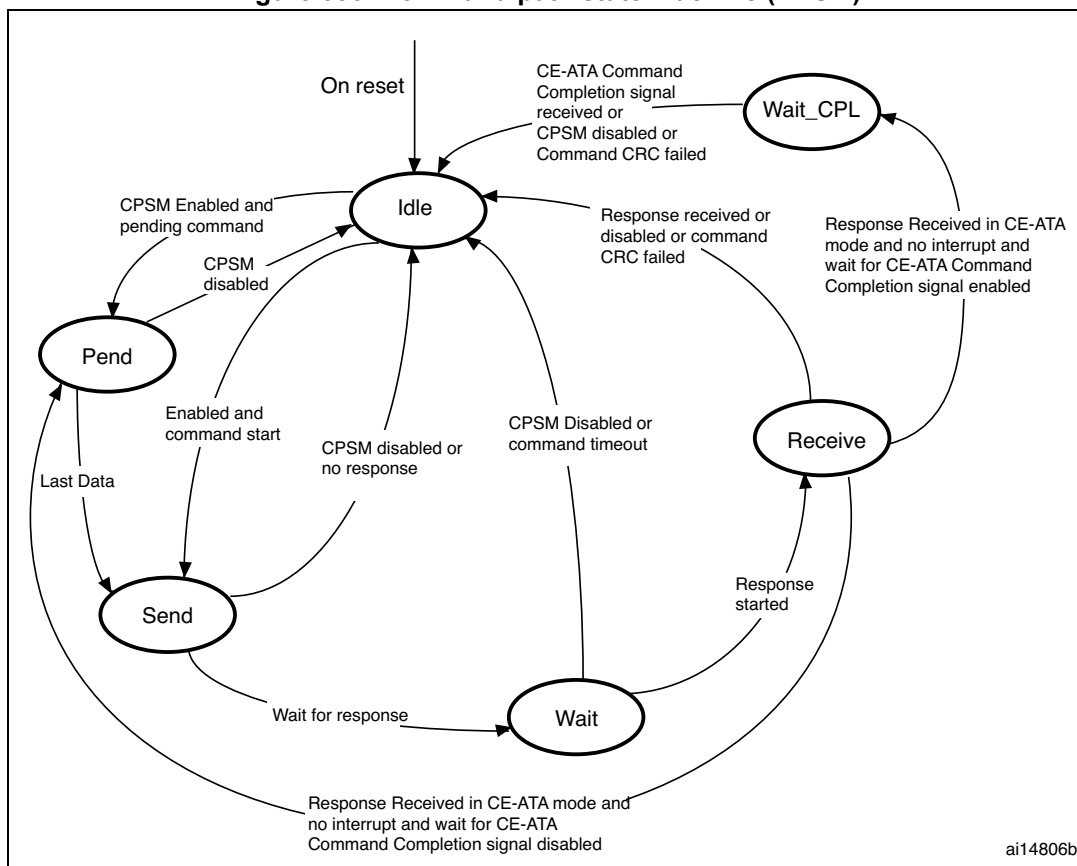 On reset
CE-ATA Command
Completion signal
received or
CPSM disabled or
Command CRC failed
Wait_CPL
Idle
CPSM Enabled and
pending command
CPSM
disabled
Response received or
disabled or command
CRC failed
Response Received in CE-ATA
mode and no interrupt and
wait for CE-ATA Command
Completion signal enabled
Pend
Enabled and
command start
CPSM disabled or
no response
CPSM Disabled or
command timeout
Receive
Last Data
Send
Response
started
Wait for response
Wait
Response Received in CE-ATA mode and
no interrupt and wait for CE-ATA
Command Completion signal disabled
ai14806b